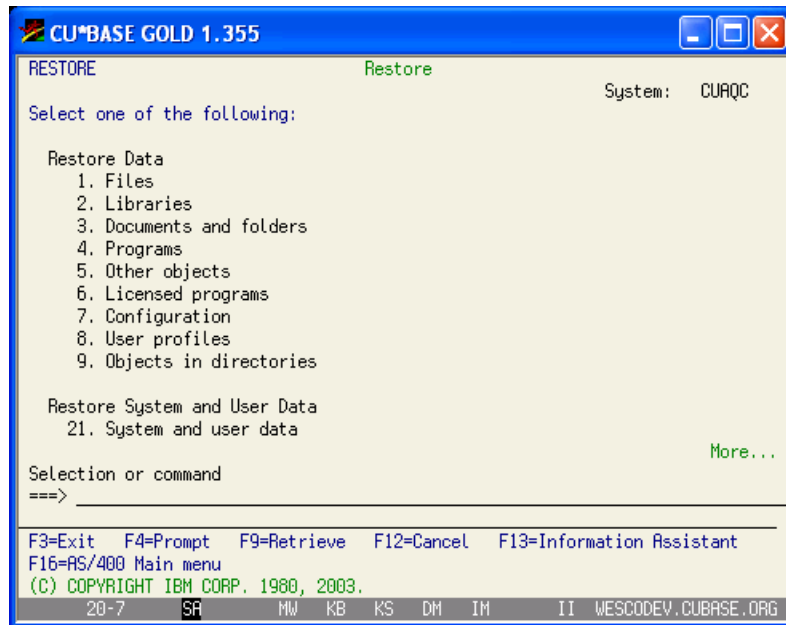 CU*BASE GOLD 1.355
RESTORE Restore
System: CUAQC
Select one of the following:
Restore Data
1. Files
2. Libraries
3. Documents and folders
4. Programs
5. Other objects
6. Licensed programs
7. Configuration
8. User profiles
9. Objects in directories
Restore System and User Data
21. System and user data
More...
Selection or command
===>
F3=Exit F4=Prompt F9=Retrieve F12=Cancel F13=Information Assistant
F16=AS/400 Main menu
(C) COPYRIGHT IBM CORP. 1980, 2003.
20-7 SA MW KB KS DM IM II WESCODEV.CUBASE.ORG